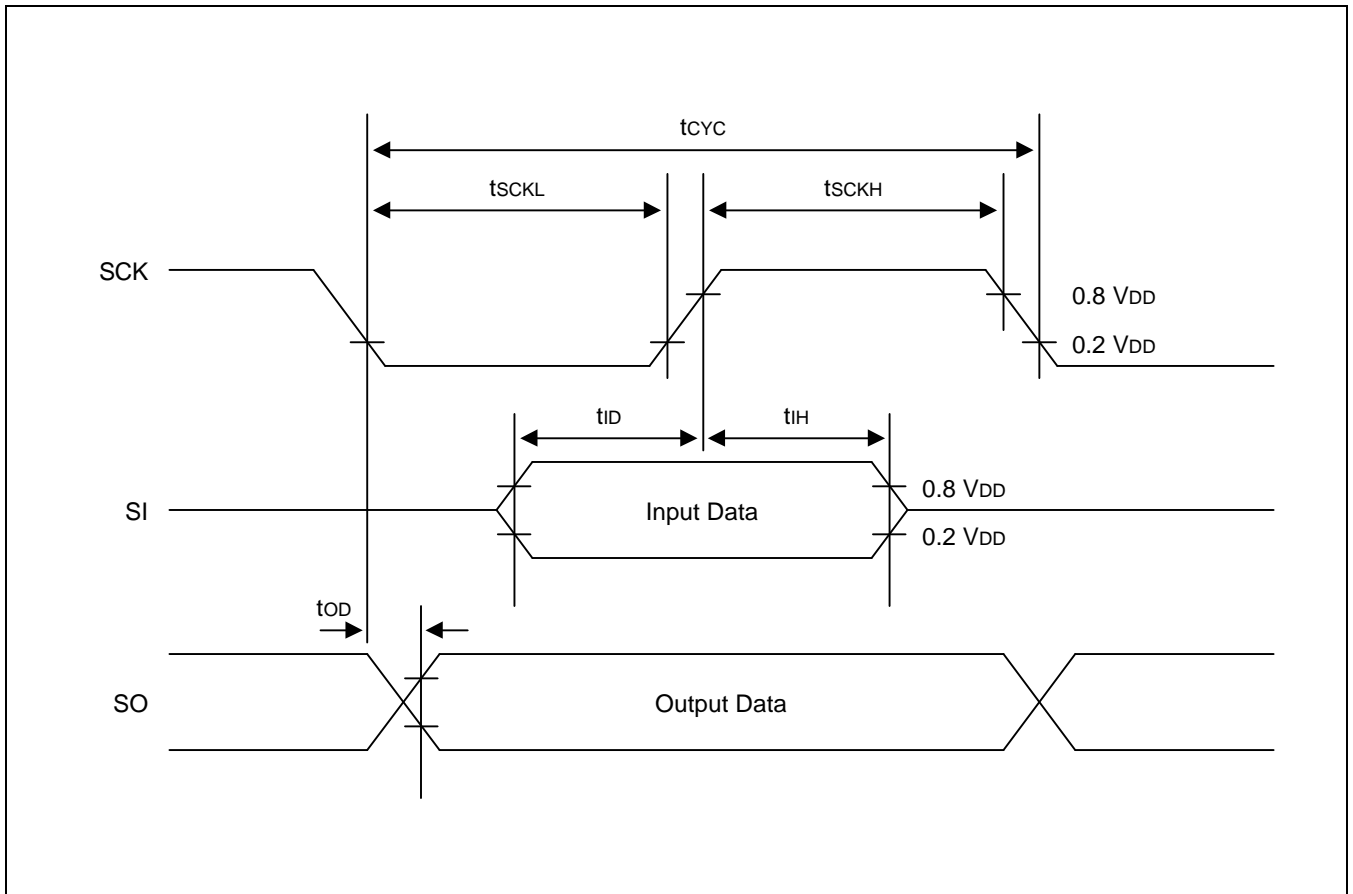 tCYC
tSCKL
tSCKH
SCK
0.8 VDD
0.2 VDD
tID
tIH
SI
Input Data
0.8 VDD
0.2 VDD
tOD
SO
Output Data